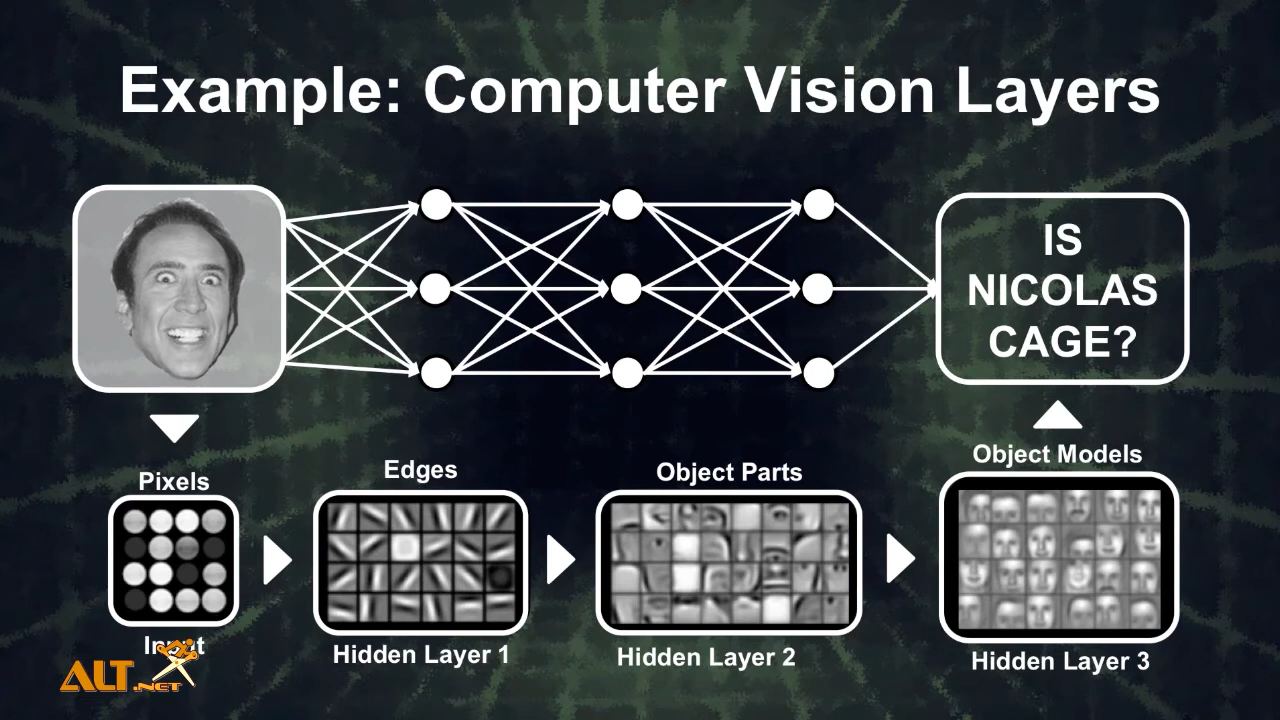 Example: Computer Vision Layers
IS
NICOLAS
CAGE?
Pixels
Edges
Object Parts
Object Models
Input
Hidden Layer 1
Hidden Layer 2
Hidden Layer 3
ALT.NET